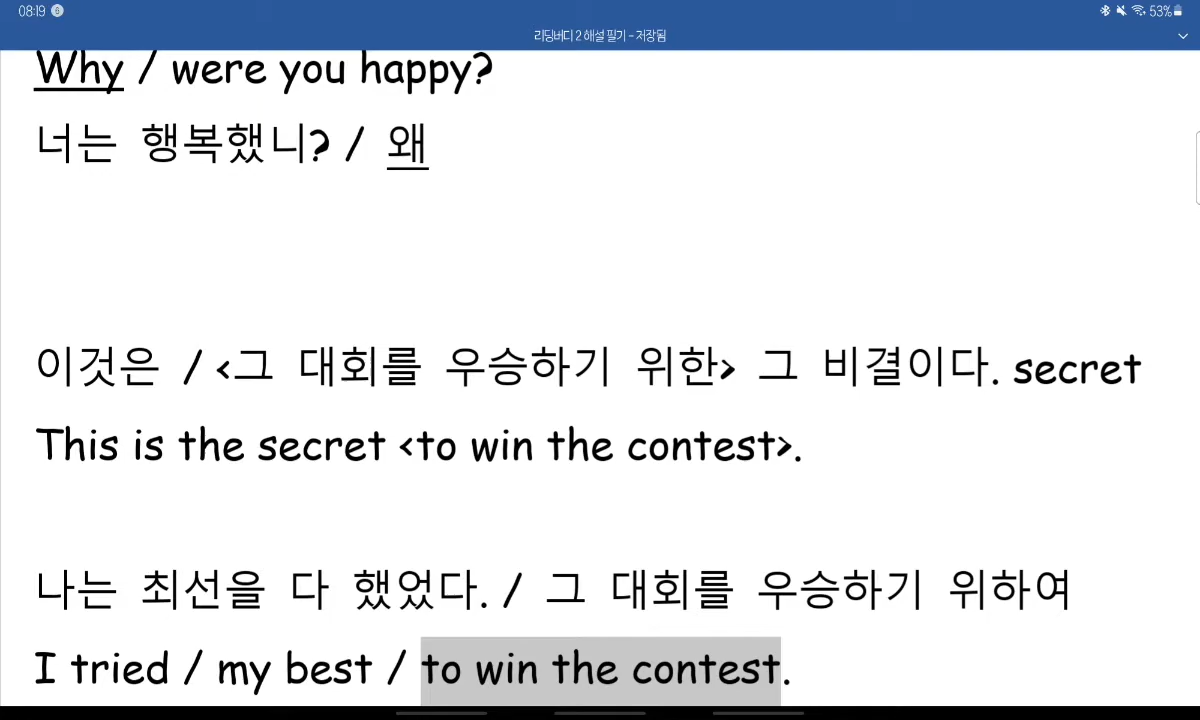 08:19 6 53%
리딩버디 2 해설 필기 - 저장됨
Why / were you happy?
너는 행복했니? / 왜
이것은 / <그 대회를 우승하기 위한> 그 비결이다. secret
This is the secret <to win the contest>.
나는 최선을 다 했었다. / 그 대회를 우승하기 위하여
I tried / my best / to win the contest.